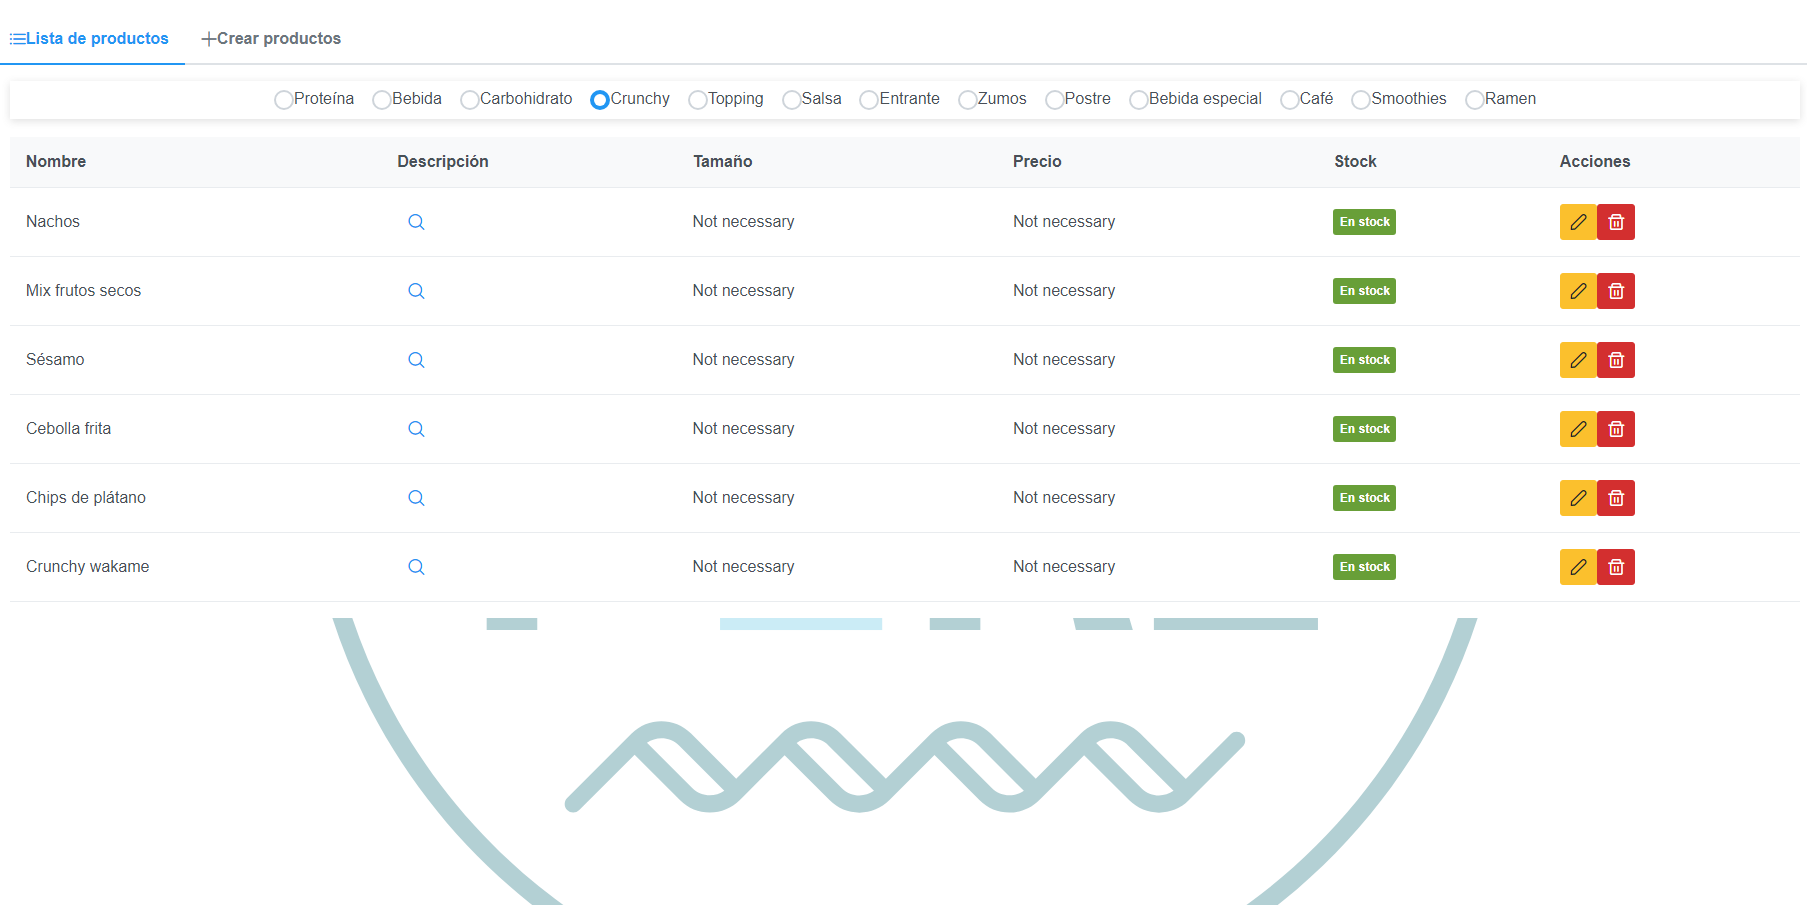 Lista de productos Crear productos
Proteína Bebida Carbohidrato Crunchy Topping Salsa Entrante Zumos Postre Bebida especial Café Smoothies Ramen
Nombre Descripción Tamaño Precio Stock Acciones
Nachos Not necessary Not necessary En stock
Mix frutos secos Not necessary Not necessary En stock
Sésamo Not necessary Not necessary En stock
Cebolla frita Not necessary Not necessary En stock
Chips de plátano Not necessary Not necessary En stock
Crunchy wakame Not necessary Not necessary En stock